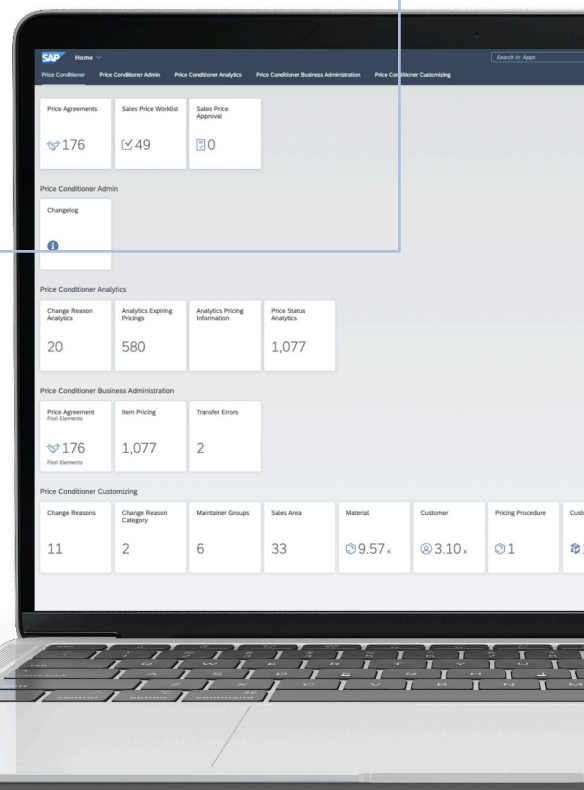 SAP Home
Search in: Apps
Price Conditioner Price Conditioner Admin Price Conditioner Analytics Price Conditioner Business Administration Price Conditioner Customizing
Price Agreements
176
Sales Price Worklist
49
Sales Price
Approval
0
Price Conditioner Admin
Changelog
Price Conditioner Analytics
Change Reason
Analytics
20
Analytics Expiring
Pricings
580
Analytics Pricing
Information
Price Status
Analytics
1,077
Price Conditioner Business Administration
Price Agreement
Fiori Elements
176
Fiori Elements
Item Pricing
1,077
Transfer Errors
2
Price Conditioner Customizing
Change Reasons
11
Change Reason
Category
2
Maintainer Groups
6
Sales Area
33
Material
9.57 K
Customer
3.10 K
Pricing Procedure
1
control option command